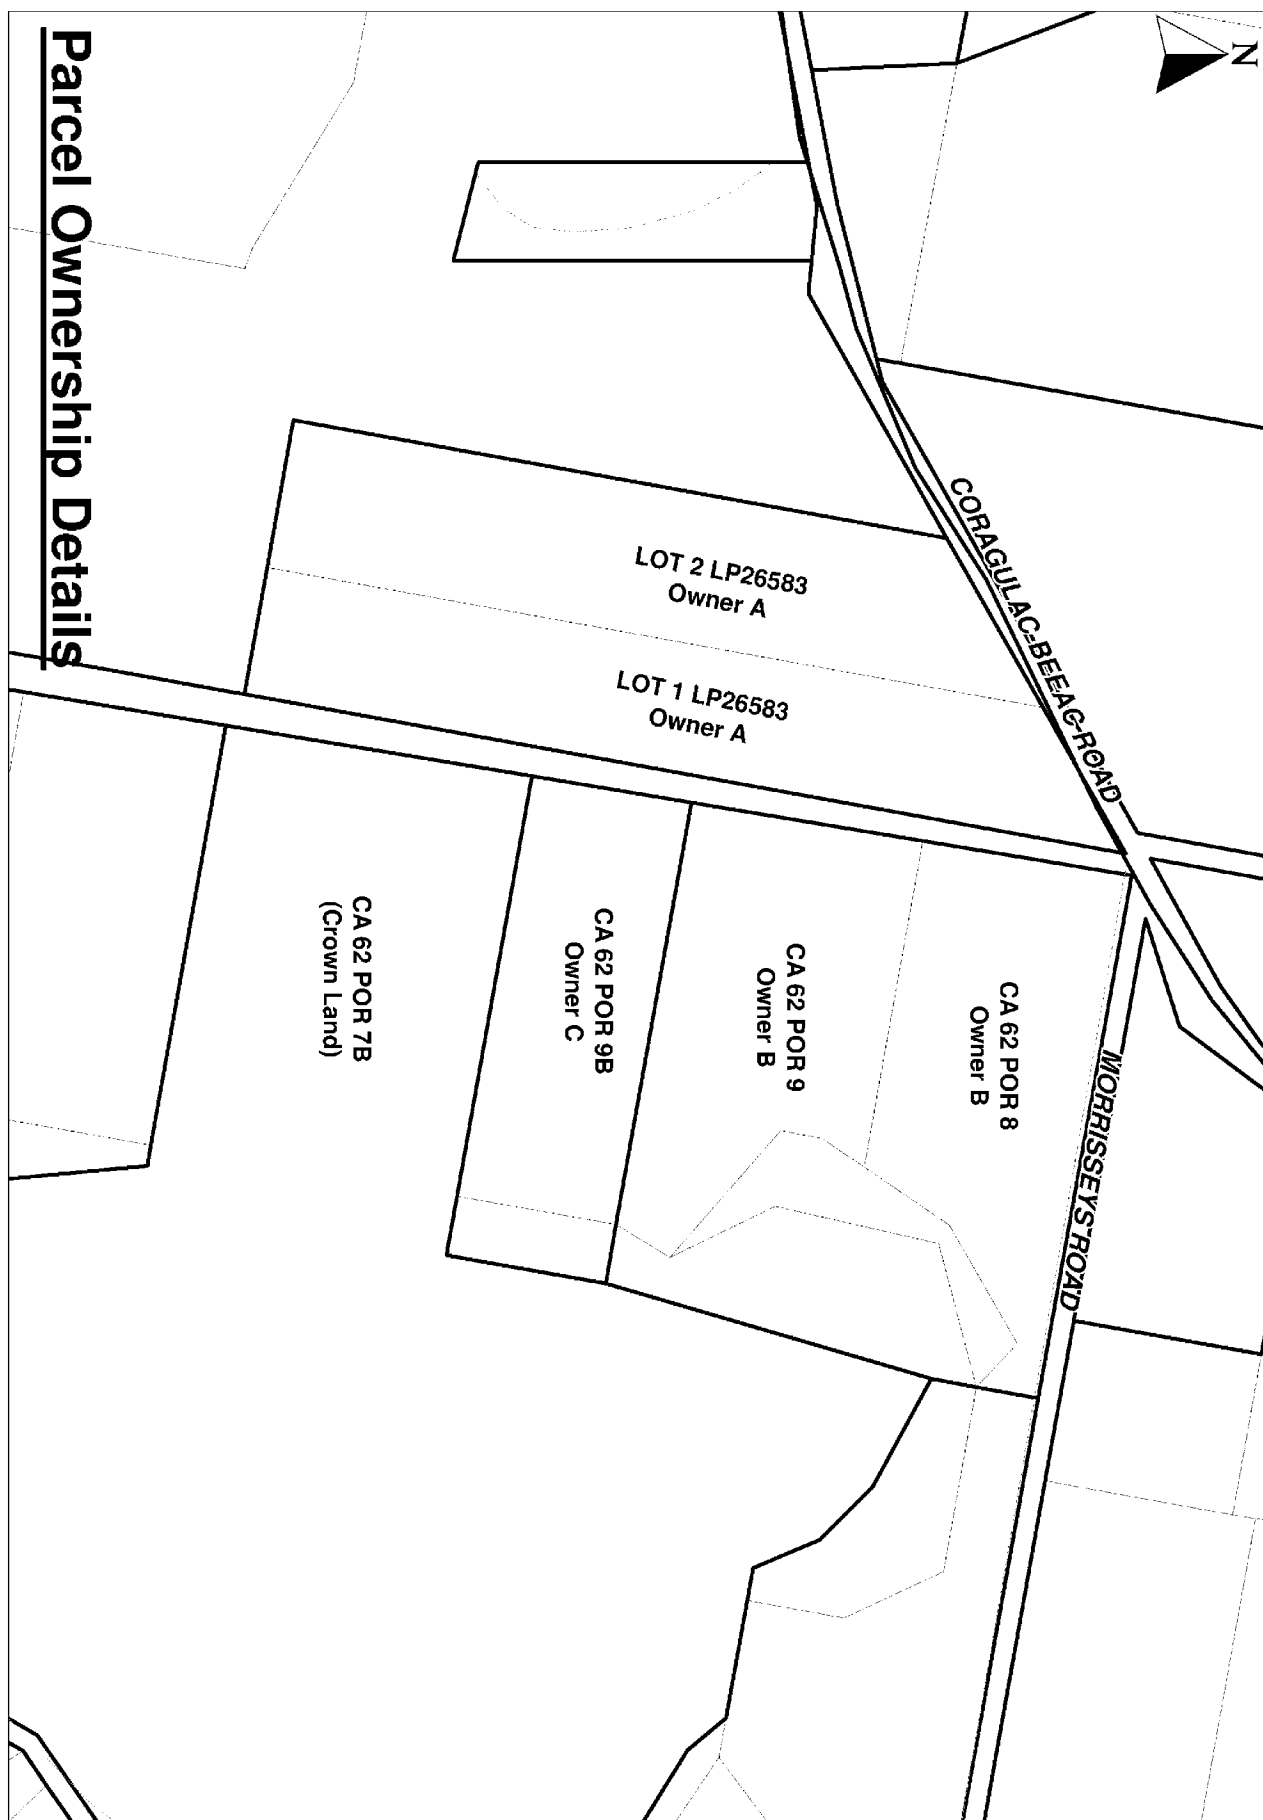 Parcel Ownership Details
N
CORAGULAC-BEEAC-ROAD
LOT 2 LP26583
Owner A
LOT 1 LP26583
Owner A
MORRISSEYS ROAD
CA 62 POR 8
Owner B
CA 62 POR 9
Owner B
CA 62 POR 9B
Owner C
CA 62 POR 7B
(Crown Land)